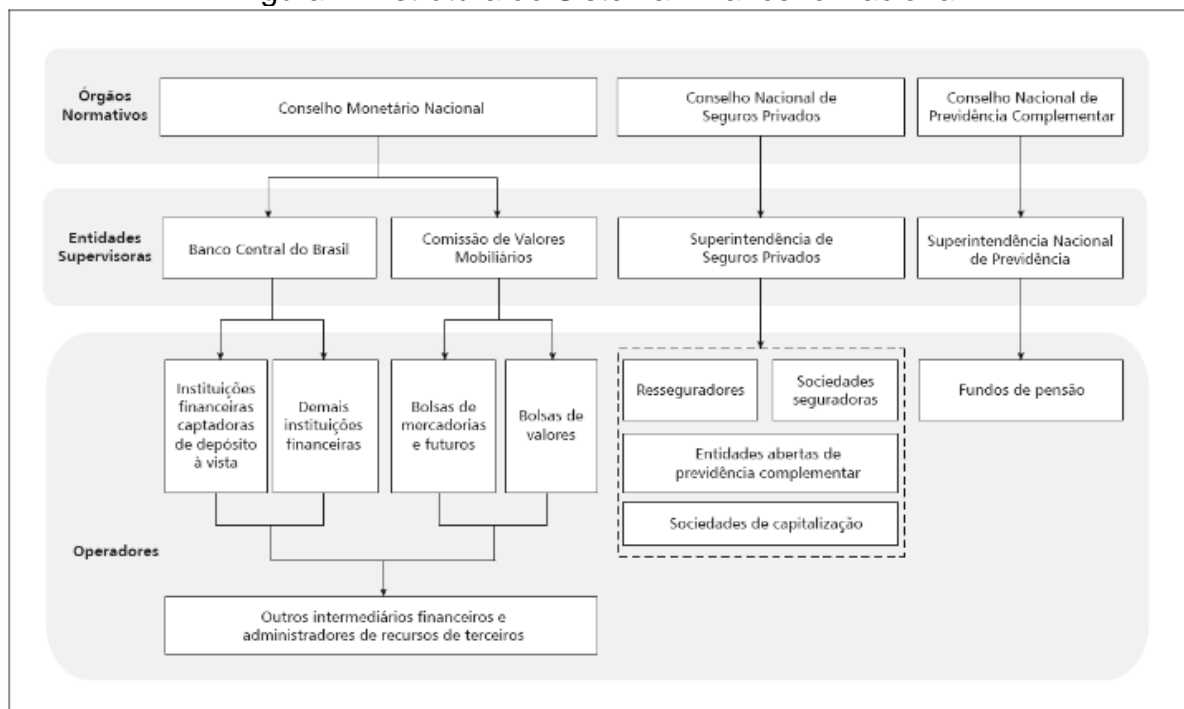 Órgãos
Normativos
Conselho Monetário Nacional
Conselho Nacional de
Seguros Privados
Conselho Nacional de
Previdência Complementar
Entidades
Supervisoras
Banco Central do Brasil
Comissão de Valores
Mobiliários
Superintendência de
Seguros Privados
Superintendência Nacional
de Previdência
Operadores
Instituições
financeiras
captadoras
de depósito
à vista
Demais
instituições
financeiras
Bolsas de
mercadorias
e futuros
Bolsas de
valores
Resseguradores
Sociedades
seguradoras
Entidades abertas de
previdência complementar
Sociedades de capitalização
Fundos de pensão
Outros intermediários financeiros e
administradores de recursos de terceiros